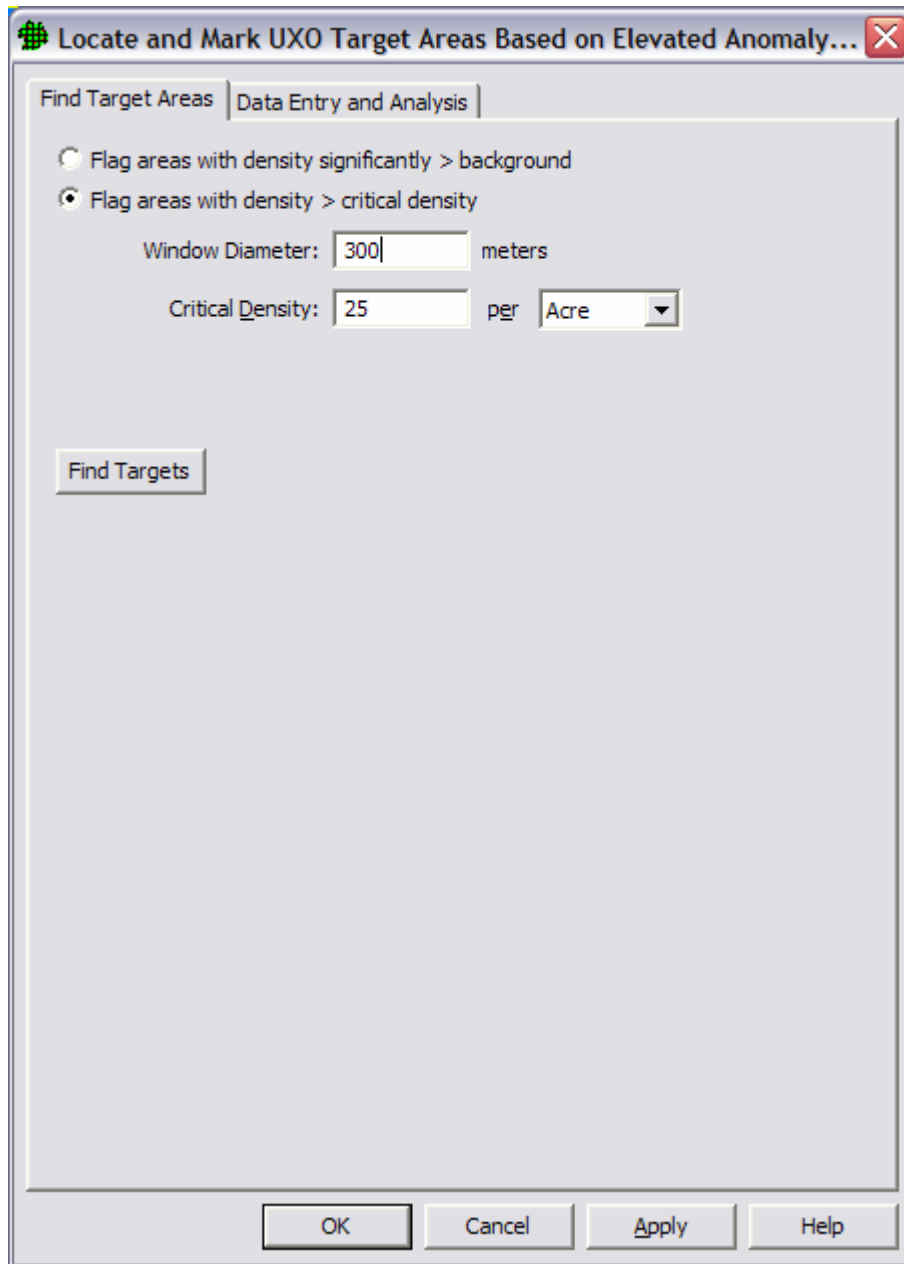 Locate and Mark UXO Target Areas Based on Elevated Anomaly...
Find Target Areas Data Entry and Analysis
Flag areas with density significantly > background
Flag areas with density > critical density
Window Diameter: 300 meters
Critical Density: 25 per Acre
Find Targets
OK Cancel Apply Help